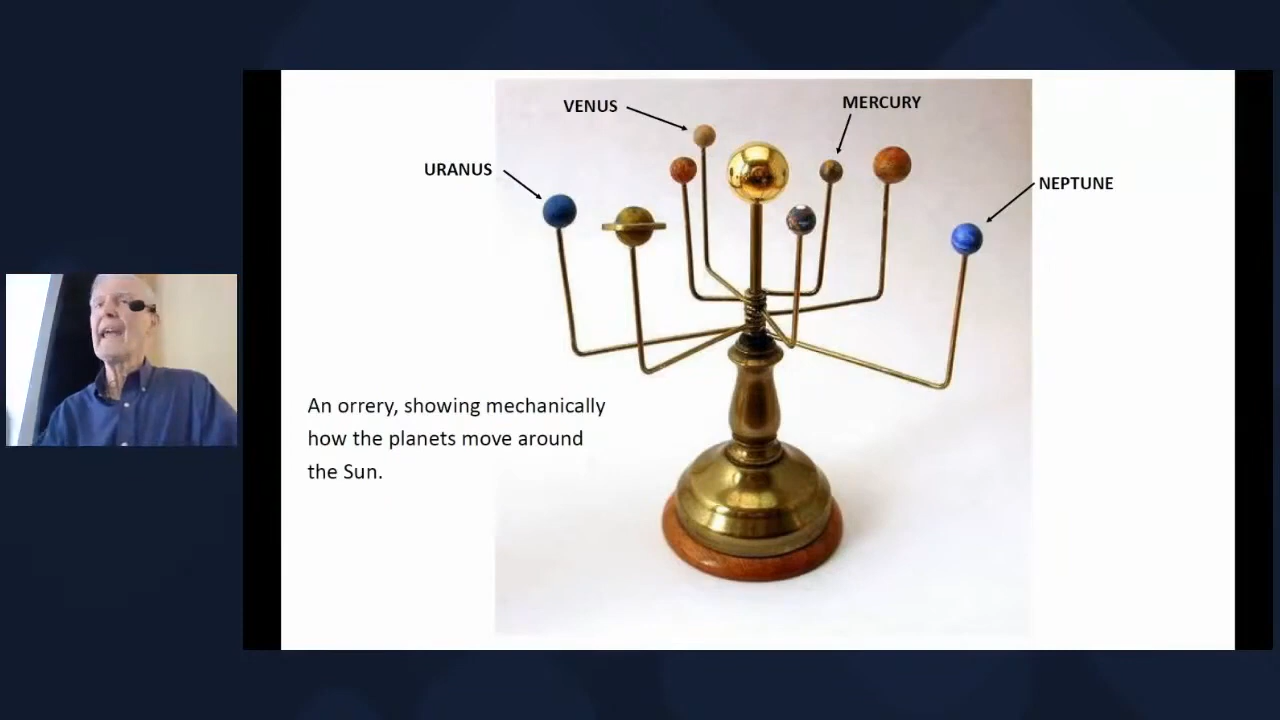 VENUS
MERCURY
URANUS
NEPTUNE
An orrery, showing mechanically
how the planets move around
the Sun.